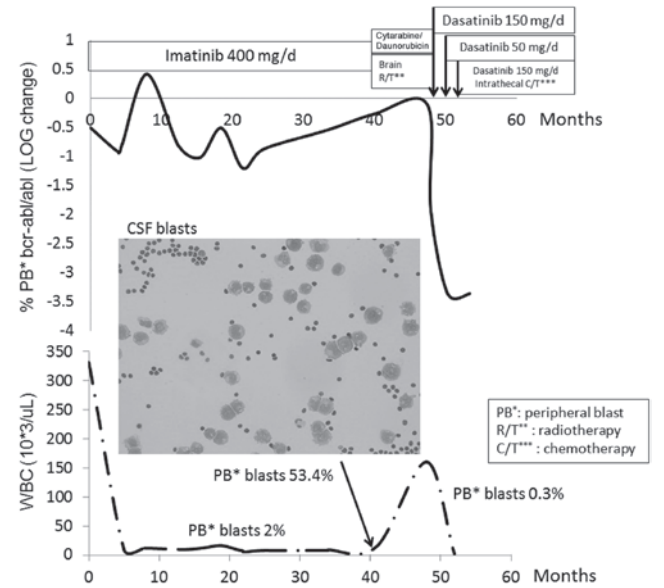 Dasatinib 150 mg/d
Dasatinib 50 mg/d
Dasatinib 150 mg/d
Intrathecal C/T***
Cytarabine/
Daunorubicin
Brain
R/T**
Imatinib 400 mg/d
% PB* bcr-abl/abl (LOG change)
1
0.5
0
-0.5
-1
-1.5
-2
-2.5
-3
-3.5
-4
0
10
20
30
40
50
60
Months
CSF blasts
WBC (10*3/uL)
350
300
250
200
150
100
50
0
PB* blasts 53.4%
PB* blasts 2%
PB* blasts 0.3%
PB*: peripheral blast
R/T** : radiotherapy
C/T*** : chemotherapy
0
10
20
30
40
50
60
Months